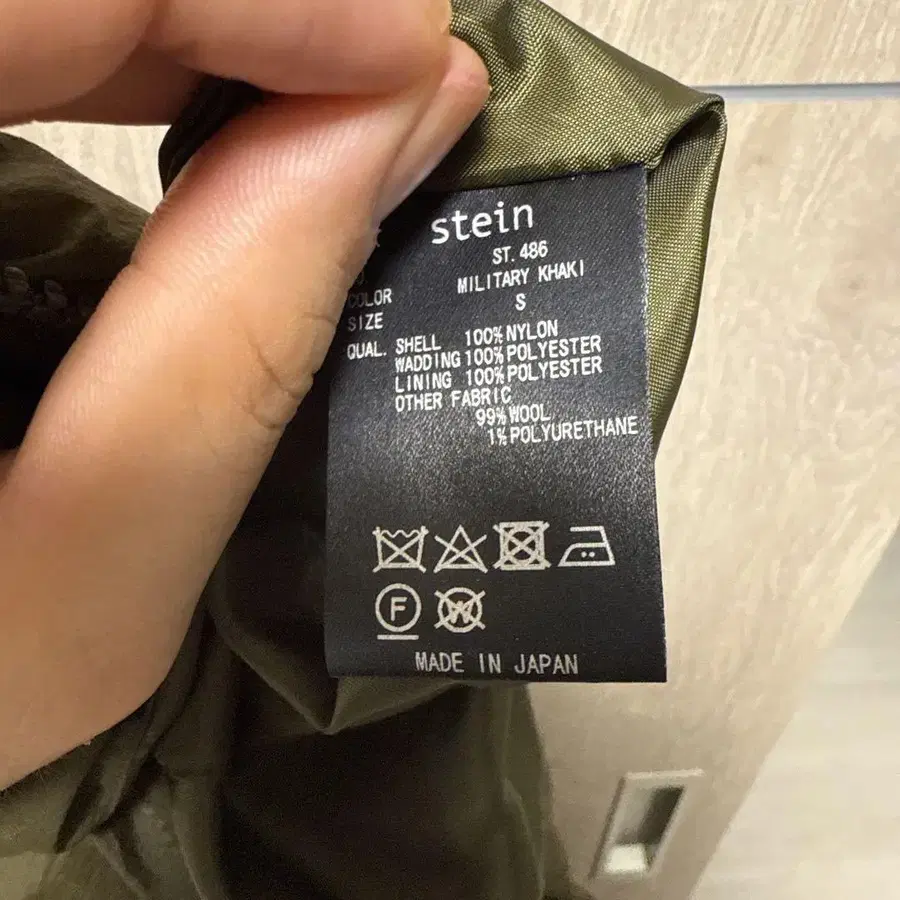 stein
ST. 486
COLOR MILITARY KHAKI
SIZE S
QUAL. SHELL 100% NYLON
WADDING 100% POLYESTER
LINING 100% POLYESTER
OTHER FABRIC
99% WOOL
1% POLYURETHANE
F W
MADE IN JAPAN